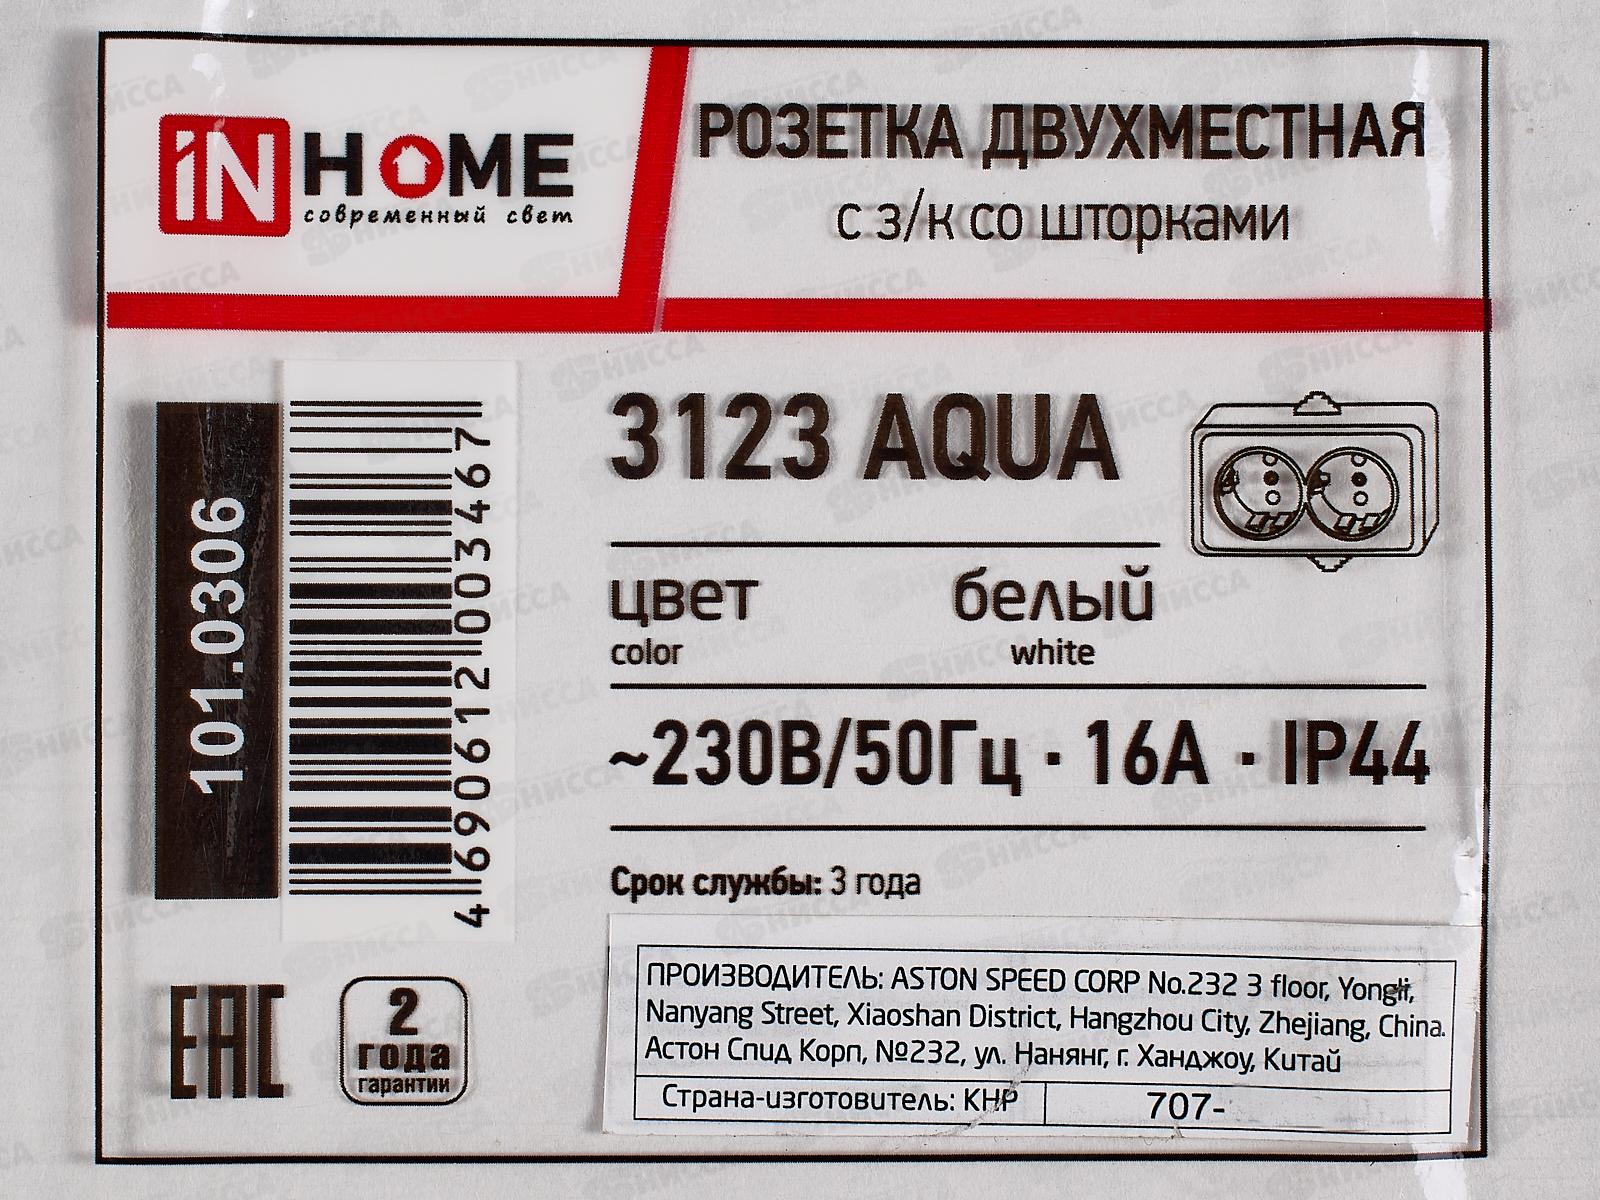 iN HOME
современный свет
РОЗЕТКА ДВУХМЕСТНАЯ
с з/к со шторками
101.0306
4 690612 003467
3123 AQUA
цвет белый
color white
~230В/50Гц · 16А · IP44
Срок службы: 3 года
ЕАС
2
года
гарантии
ПРОИЗВОДИТЕЛЬ: ASTON SPEED CORP No.232 3 floor, Yongli,
Nanyang Street, Xiaoshan District, Hangzhou City, Zhejiang, China.
Астон Спид Корп, №232, ул. Нанянг, г. Ханджоу, Китай
Страна-изготовитель: КНР 707-
НИССА